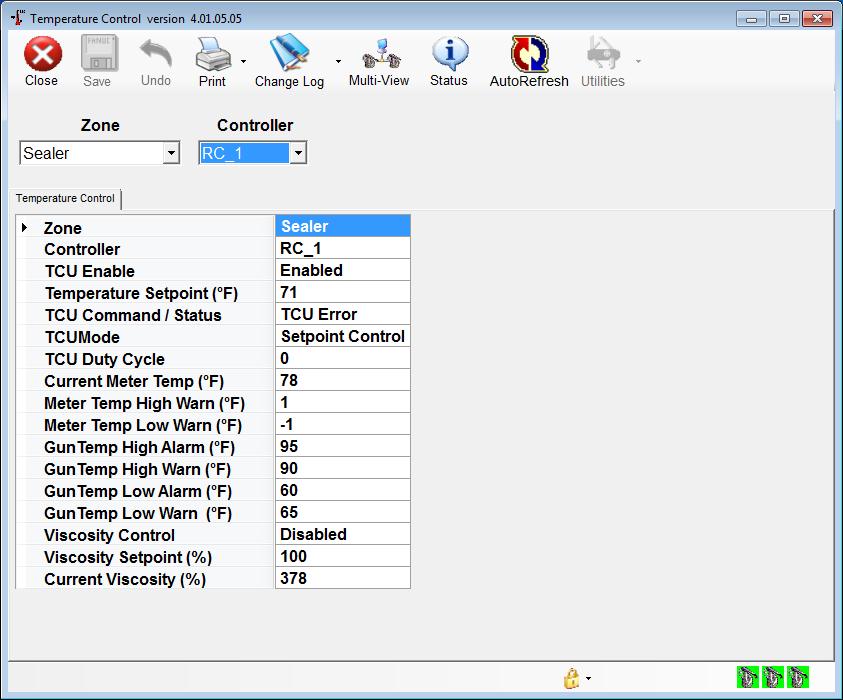 Temperature Control version 4.01.05.05
Close Save Undo Print Change Log Multi-View Status AutoRefresh Utilities
FANUC
Zone Controller
Sealer RC_1
Temperature Control
Zone Sealer
Controller RC_1
TCU Enable Enabled
Temperature Setpoint (°F) 71
TCU Command / Status TCU Error
TCUMode Setpoint Control
TCU Duty Cycle 0
Current Meter Temp (°F) 78
Meter Temp High Warn (°F) 1
Meter Temp Low Warn (°F) -1
GunTemp High Alarm (°F) 95
GunTemp High Warn (°F) 90
GunTemp Low Alarm (°F) 60
GunTemp Low Warn (°F) 65
Viscosity Control Disabled
Viscosity Setpoint (%) 100
Current Viscosity (%) 378